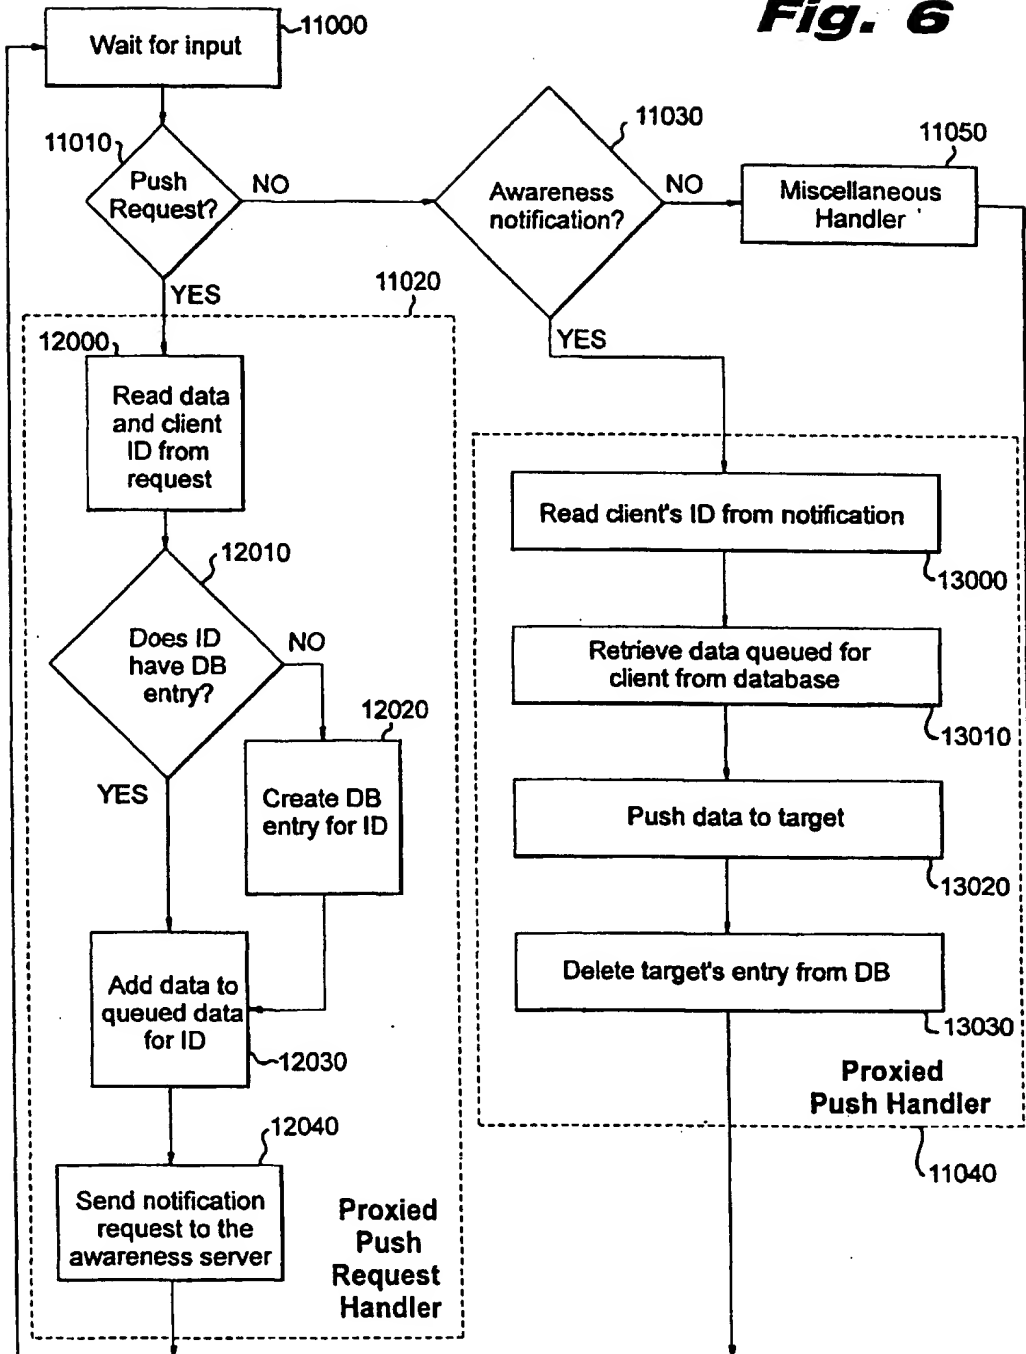 Fig. 6
Wait for input
11000
11010
Push
Request?
NO
YES
11030
Awareness
notification?
NO
YES
11050
Miscellaneous
Handler
11020
12000
Read data
and client
ID from
request
12010
Does ID
have DB
entry?
NO
YES
12020
Create DB
entry for ID
Add data to
queued data
for ID
12030
12040
Send notification
request to the
awareness server
Proxied
Push
Request
Handler
Read client's ID from notification
13000
Retrieve data queued for
client from database
13010
Push data to target
13020
Delete target's entry from DB
13030
Proxied
Push Handler
11040